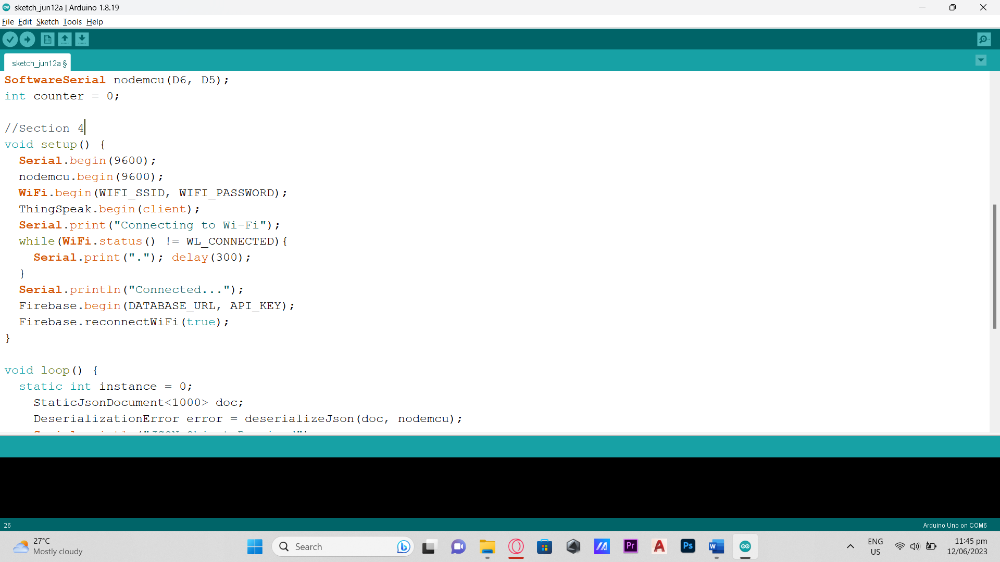 sketch_jun12a | Arduino 1.8.19
File Edit Sketch Tools Help
sketch_jun12a §
SoftwareSerial nodemcu(D6, D5);
int counter = 0;
//Section 4
void setup() {
  Serial.begin(9600);
  nodemcu.begin(9600);
  WiFi.begin(WIFI_SSID, WIFI_PASSWORD);
  ThingSpeak.begin(client);
  Serial.print("Connecting to Wi-Fi");
  while(WiFi.status() != WL_CONNECTED){
    Serial.print("."); delay(300);
  }
  Serial.println("Connected...");
  Firebase.begin(DATABASE_URL, API_KEY);
  Firebase.reconnectWiFi(true);
}
void loop() {
  static int instance = 0;
    StaticJsonDocument<1000> doc;
    DeserializationError error = deserializeJson(doc, nodemcu);
26
Arduino Uno on COM6
27°C
Mostly cloudy
Search
Pr
Ps
W
ENG
US
11:45 pm
12/06/2023